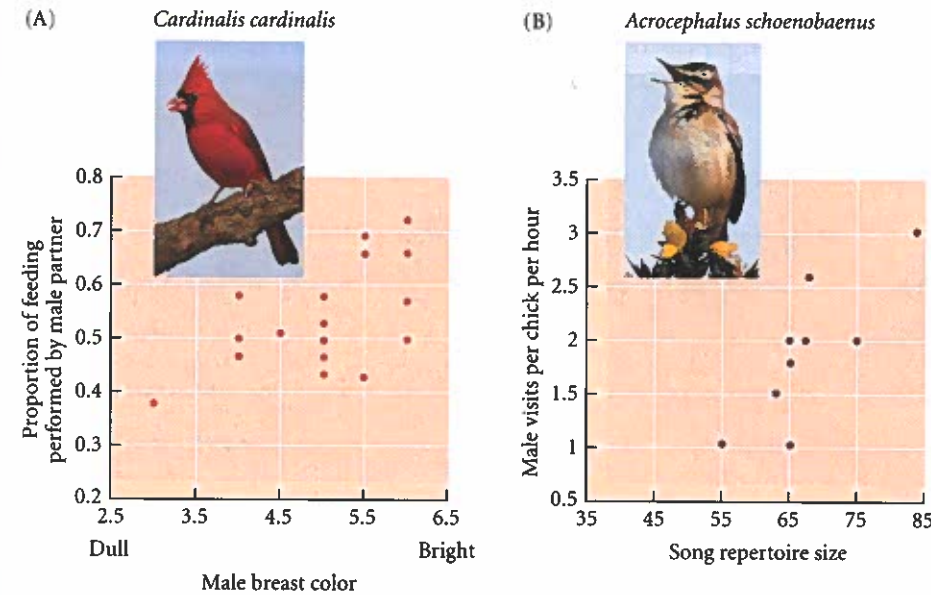 (A)
Cardinalis cardinalis
0.8
0.7
0.6
0.5
0.4
0.3
0.2
Proportion of feeding
performed by male partner
2.5 3.5 4.5 5.5 6.5
Dull Bright
Male breast color
(B)
Acrocephalus schoenobaenus
3.5
3
2.5
2
1.5
1
0.5
Male visits per chick per hour
35 45 55 65 75 85
Song repertoire size